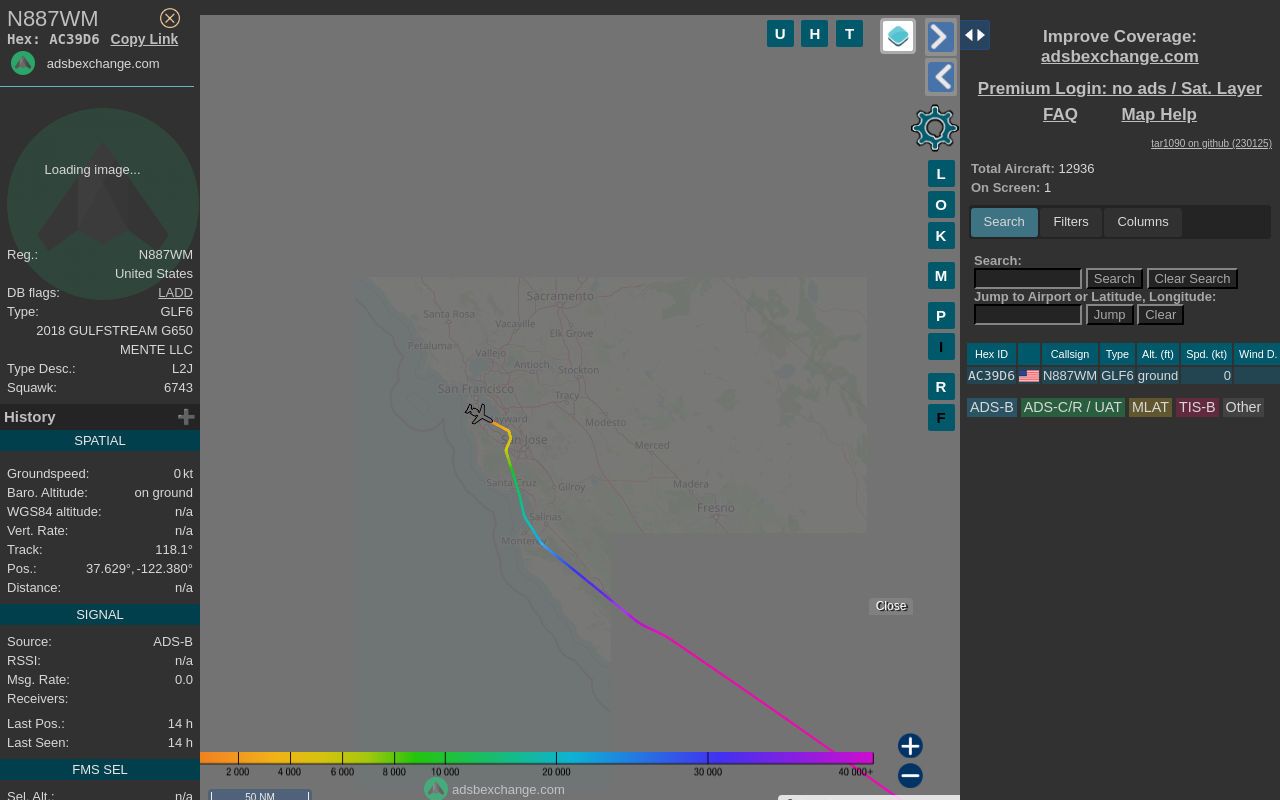 N887WM
Hex: AC39D6 Copy Link
adsbexchange.com
Loading image...
Reg.: N887WM
United States
DB flags: LADD
Type: GLF6
2018 GULFSTREAM G650
MENTE LLC
Type Desc.: L2J
Squawk: 6743
History
SPATIAL
Groundspeed: 0 kt
Baro. Altitude: on ground
WGS84 altitude: n/a
Vert. Rate: n/a
Track: 118.1°
Pos.: 37.629°, -122.380°
Distance: n/a
SIGNAL
Source: ADS-B
RSSI: n/a
Msg. Rate: 0.0
Receivers:
Last Pos.: 14 h
Last Seen: 14 h
FMS SEL
Sel. Alt.: n/a
U H T
L
O
K
M
P
I
R
F
Sacramento
Santa Rosa
Vacaville
Elk Grove
Petaluma
Vallejo
Antioch
Stockton
San Francisco
Tracy
Hayward
Modesto
San Jose
Merced
Santa Cruz
Gilroy
Madera
Fresno
Salinas
Monterey
Close
2 000 4 000 6 000 8 000 10 000 20 000 30 000 40 000+
50 NM
adsbexchange.com
Improve Coverage:
adsbexchange.com
Premium Login: no ads / Sat. Layer
FAQ Map Help
tar1090 on github (230125)
Total Aircraft: 12936
On Screen: 1
Search Filters Columns
Search:
Search Clear Search
Jump to Airport or Latitude, Longitude:
Jump Clear
Hex ID Callsign Type Alt. (ft) Spd. (kt) Wind D.
AC39D6 N887WM GLF6 ground 0
ADS-B ADS-C/R / UAT MLAT TIS-B Other